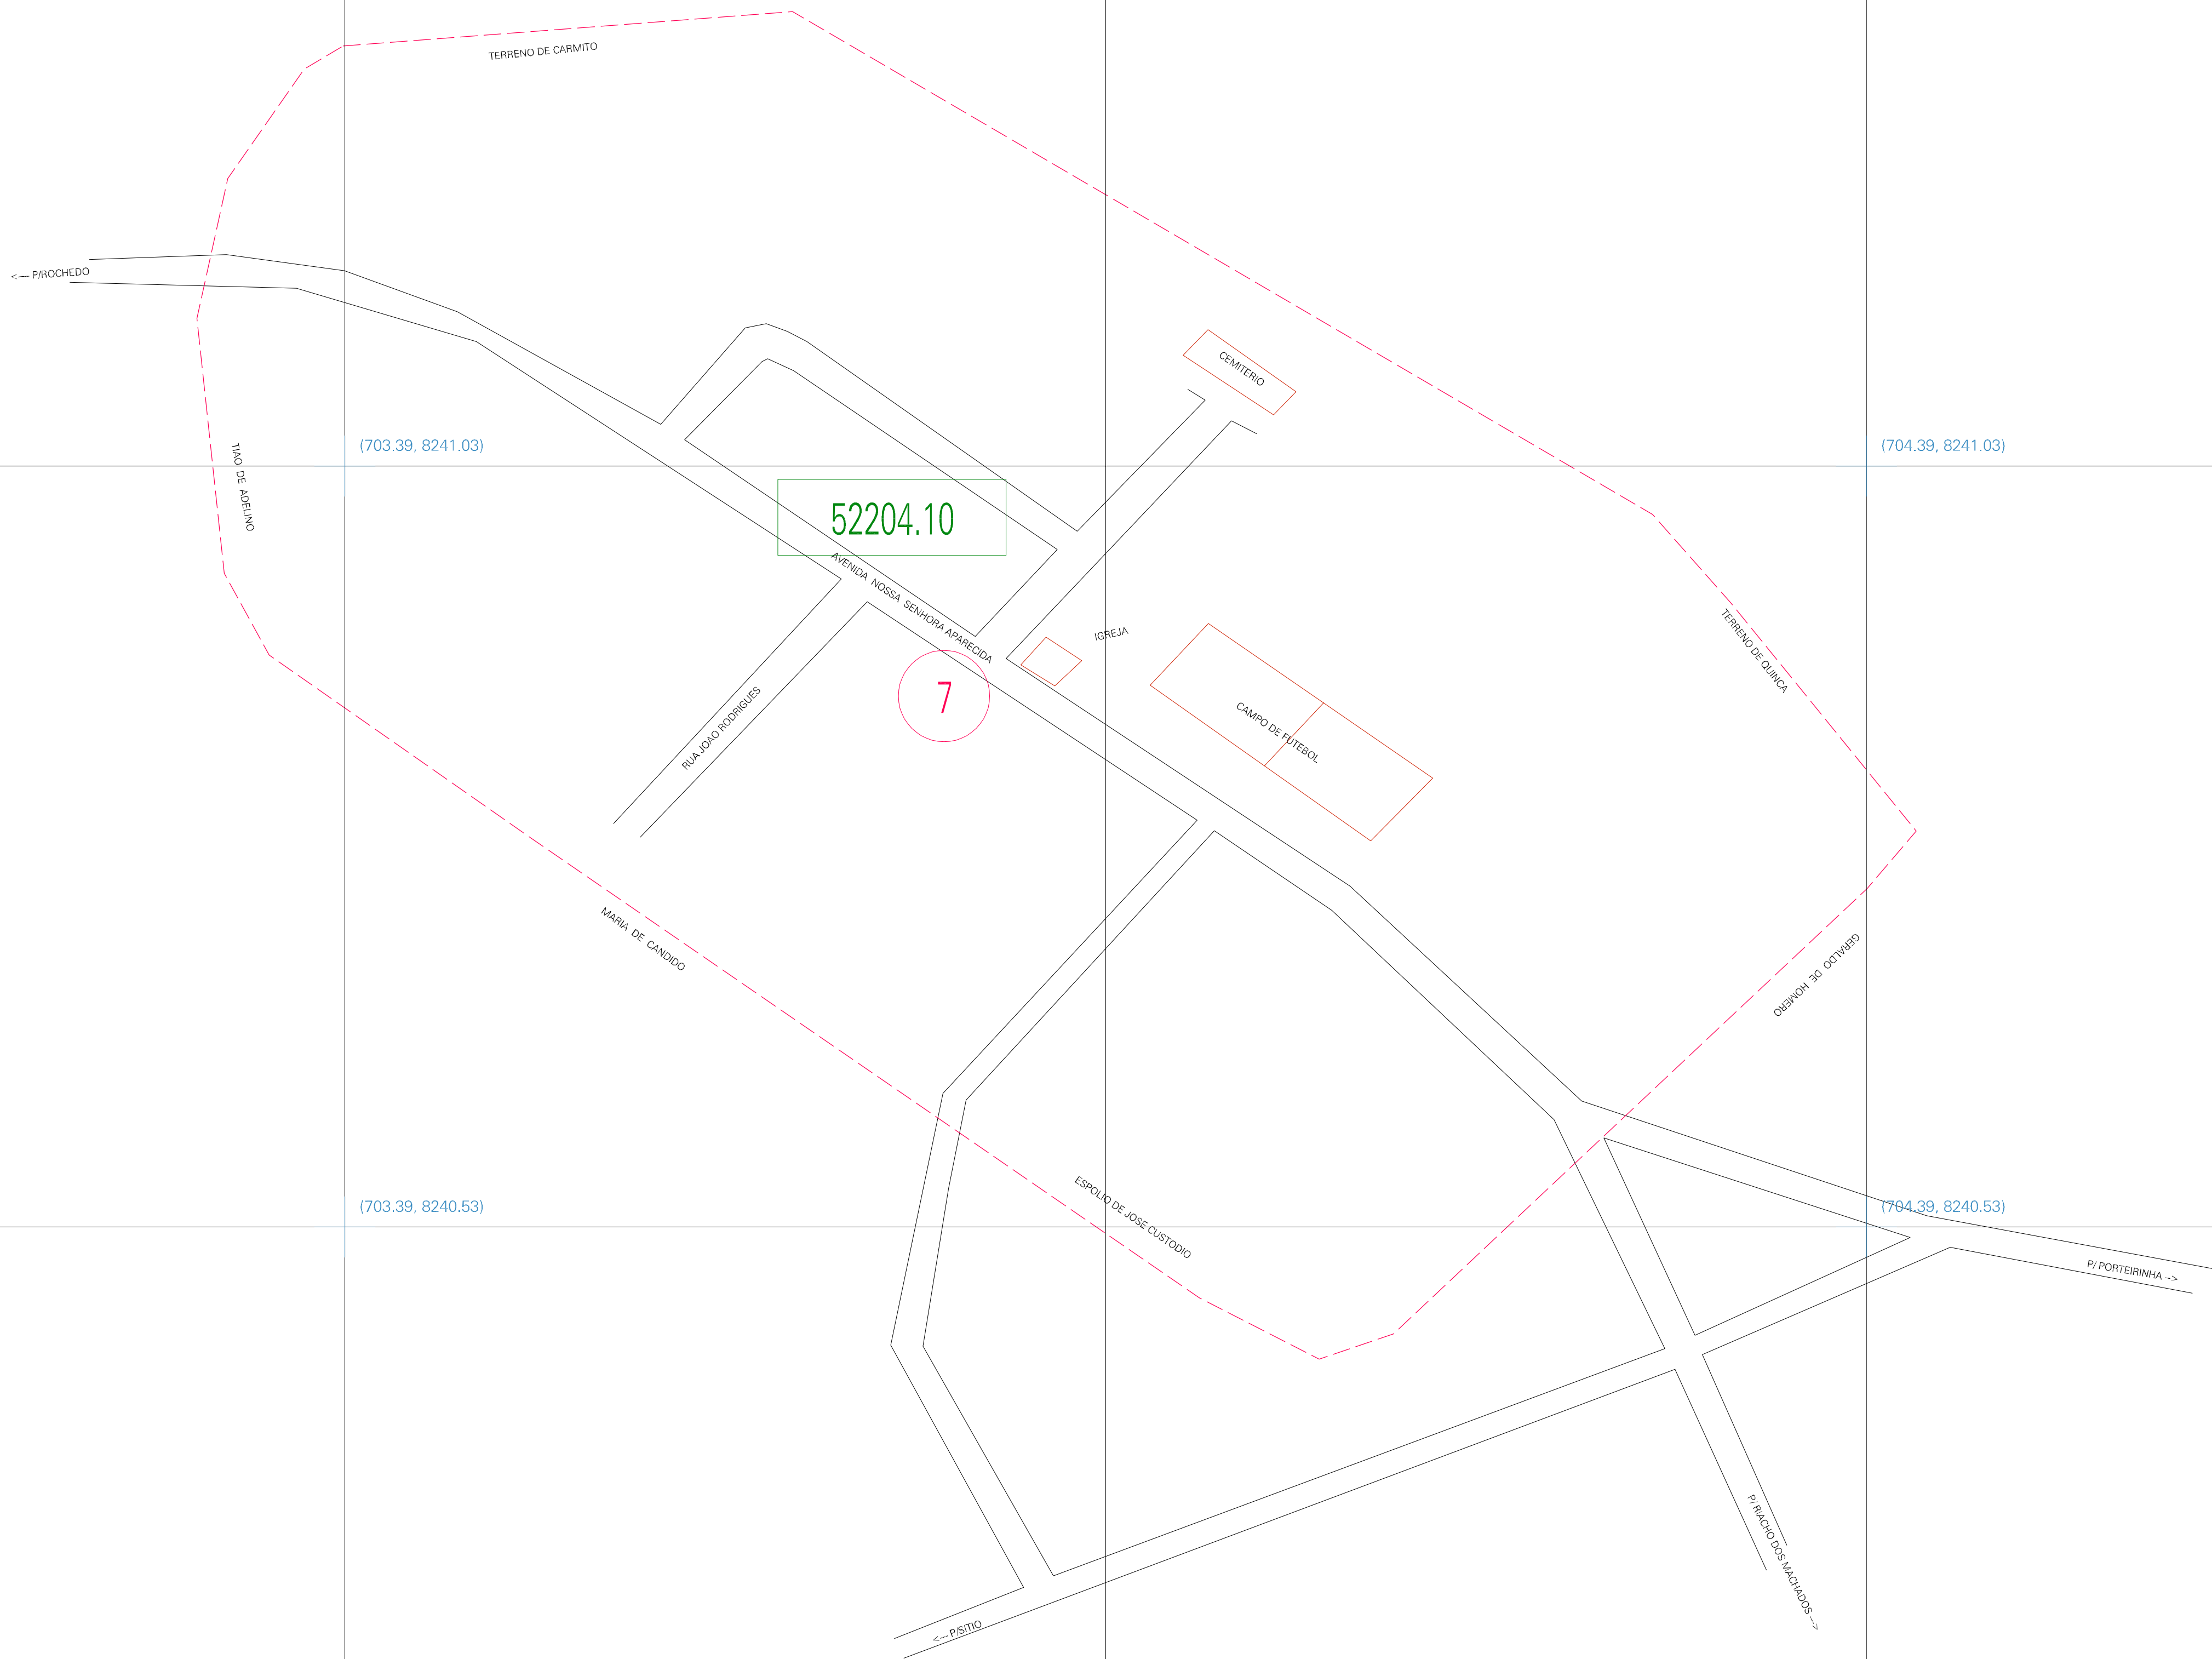 TERRENO DE CARMITO
<--- P/ROCHEDO
CEMITERIO
(703.39, 8241.03)
(704.39, 8241.03)
TIAO DE ADELINO
52204.10
AVENIDA NOSSA SENHORA APARECIDA
IGREJA
TERRENO DE QUINCA
7
RUA JOAO RODRIGUES
CAMPO DE FUTEBOL
MARIA DE CANDIDO
GERALDO DE HOMERO
ESPOLIO DE JOSE CUSTODIO
(703.39, 8240.53)
(704.39, 8240.53)
P/ PORTEIRINHA -->
P/ RIACHO DOS MACHADOS --->
<--- P/SITIO